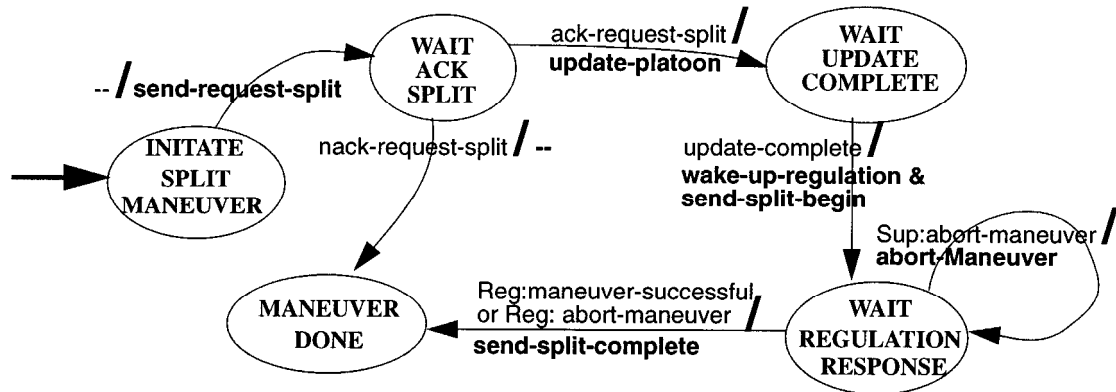 WAIT
ACK
SPLIT
ack-request-split /
update-platoon
WAIT
UPDATE
COMPLETE
-- / send-request-split
INITATE
SPLIT
MANEUVER
nack-request-split / --
update-complete /
wake-up-regulation &
send-split-begin
Sup:abort-maneuver /
abort-Maneuver
MANEUVER
DONE
Reg:maneuver-successful
or Reg: abort-maneuver /
send-split-complete
WAIT
REGULATION
RESPONSE